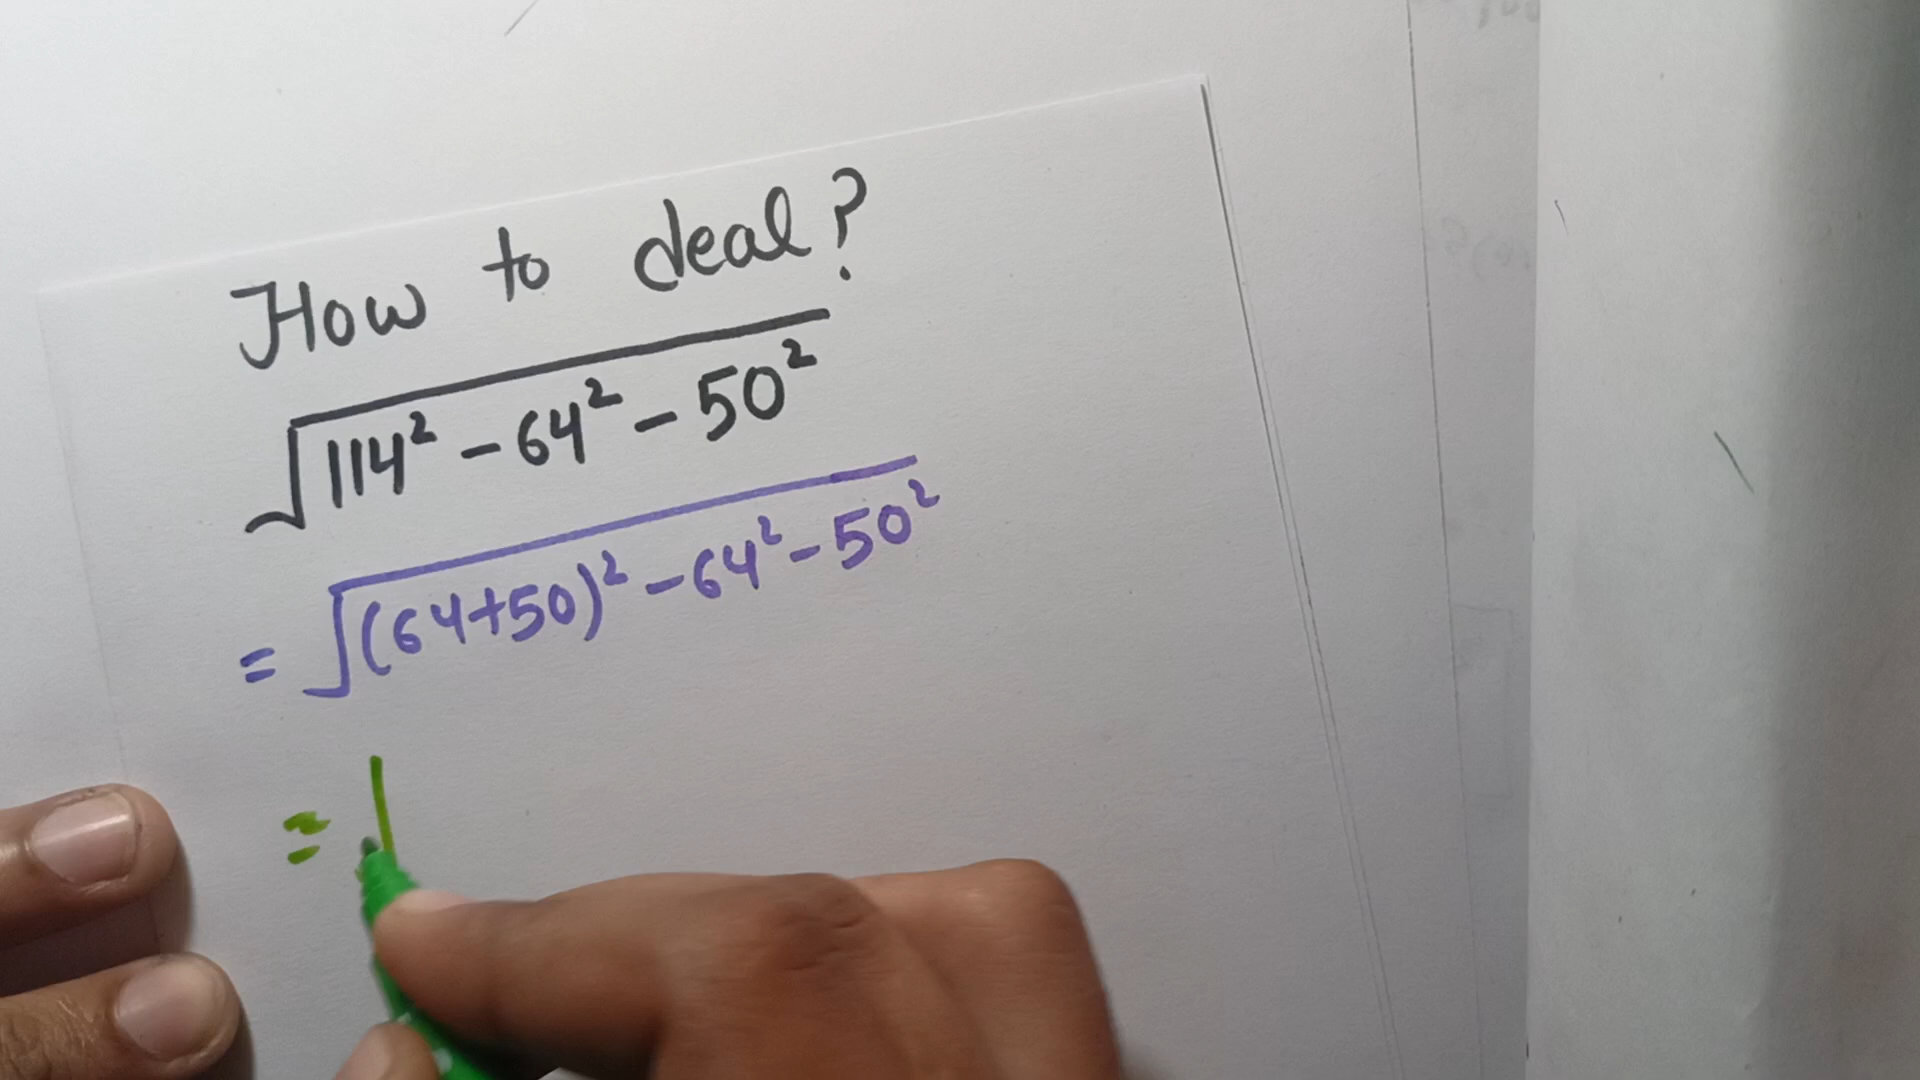 How to deal?
√114² - 64² - 50²
= √(64+50)² - 64² - 50²
=